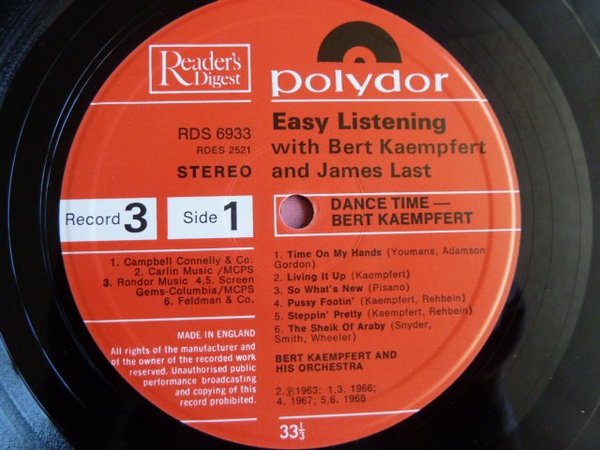 Reader's
Digest
polydor
RDS 6933
RDES 2521
STEREO
Easy Listening
with Bert Kaempfert
and James Last
Record 3
Side 1
DANCE TIME —
BERT KAEMPFERT
1. Campbell Connelly & Co.
2. Carlin Music /MCPS
3. Rondor Music 4,5. Screen
Gems-Columbia/MCPS
6. Feldman & Co.
1. Time On My Hands (Youmans, Adamson
Gordon)
2. Living It Up (Kaempfert)
3. So What's New (Pisano)
4. Pussy Footin' (Kaempfert, Rehbein)
5. Steppin' Pretty (Kaempfert, Rehbein)
6. The Sheik Of Araby (Snyder,
Smith, Wheeler)
MADE IN ENGLAND
All rights of the manufacturer and
of the owner of the recorded work
reserved. Unauthorised public
performance broadcasting
and copying of this
record prohibited.
BERT KAEMPFERT AND
HIS ORCHESTRA
2. ℗1963; 1,3. 1966;
4. 1967; 5,6. 1968
33⅓